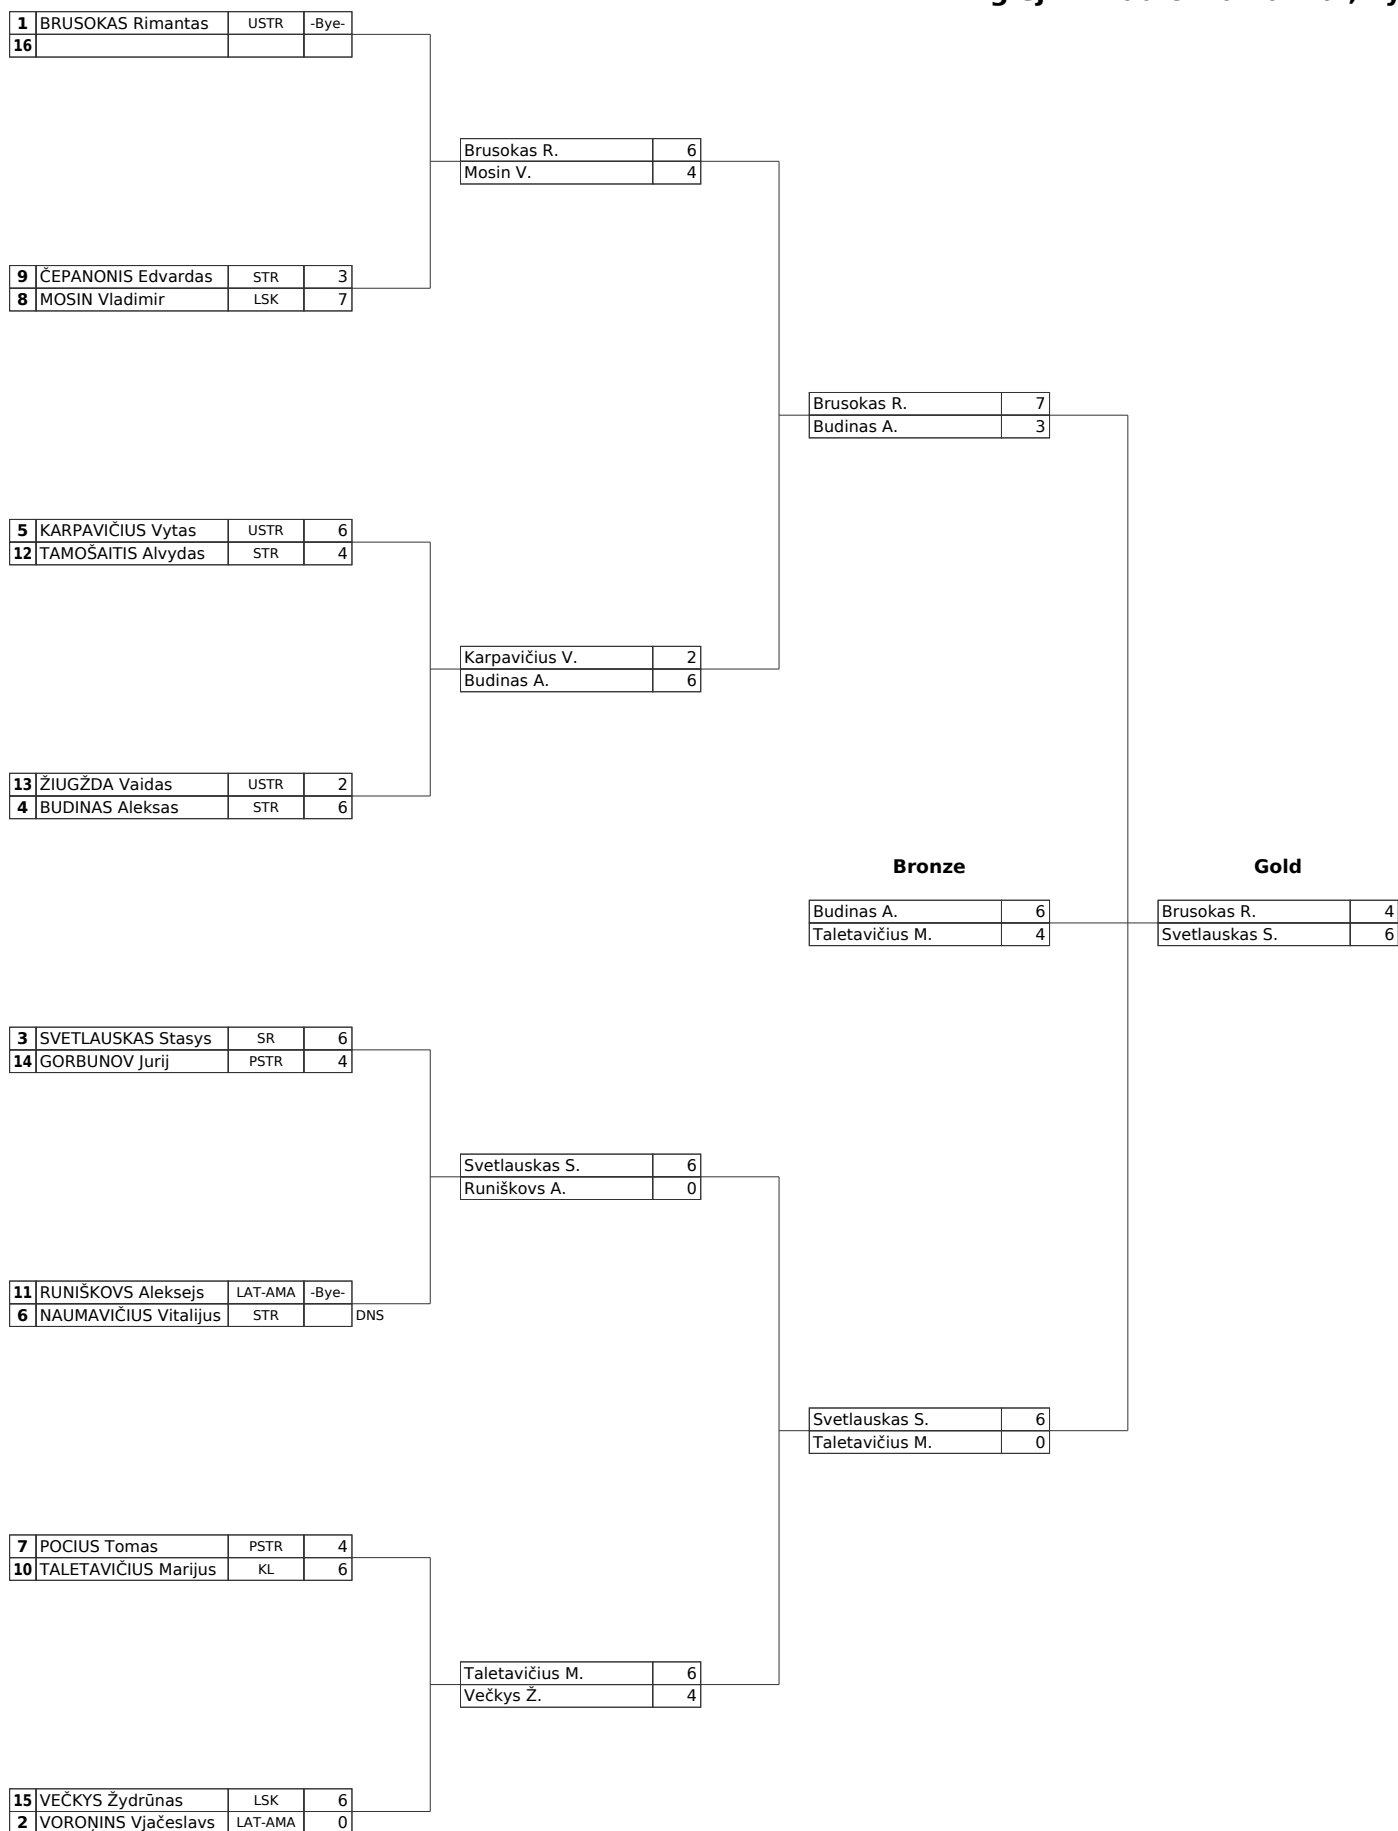 1 BRUSOKAS Rimantas USTR -Bye-
16
Brusokas R. 6
Mosin V. 4
9 ČEPANONIS Edvardas STR 3
8 MOSIN Vladimir LSK 7
Brusokas R. 7
Budinas A. 3
5 KARPAVIČIUS Vytas USTR 6
12 TAMOŠAITIS Alvydas STR 4
Karpavičius V. 2
Budinas A. 6
13 ŽIUGŽDA Vaidas USTR 2
4 BUDINAS Aleksas STR 6
Bronze Gold
Budinas A. 6 Brusokas R. 4
Taletavičius M. 4 Svetlauskas S. 6
3 SVETLAUSKAS Stasys SR 6
14 GORBUNOV Jurij PSTR 4
Svetlauskas S. 6
Runiškovs A. 0
11 RUNIŠKOVS Aleksejs LAT-AMA -Bye-
6 NAUMAVIČIUS Vitalijus STR DNS
Svetlauskas S. 6
Taletavičius M. 0
7 POCIUS Tomas PSTR 4
10 TALETAVIČIUS Marijus KL 6
Taletavičius M. 6
Večkys Ž. 4
15 VEČKYS Žydrūnas LSK 6
2 VOROŅINS Vjačeslavs LAT-AMA 0